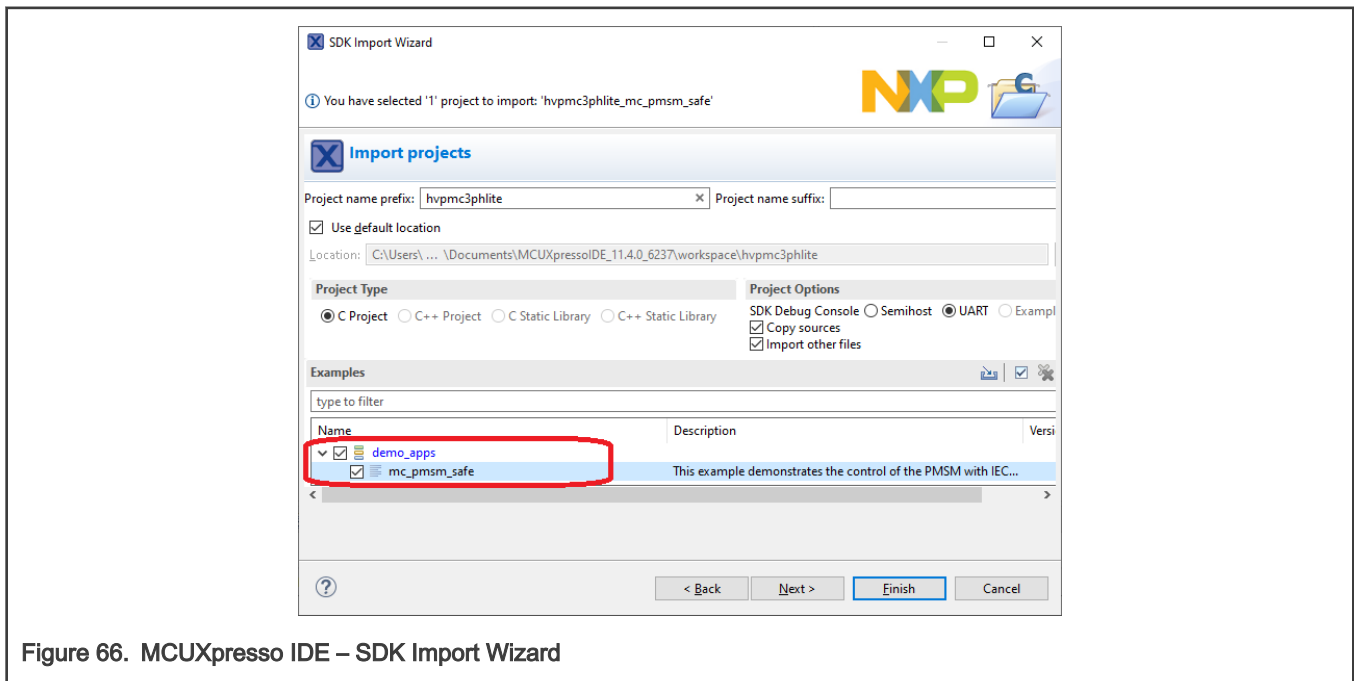 SDK Import Wizard
You have selected '1' project to import: 'hvpmc3phlite_mc_pmsm_safe'
NXP
Import projects
Project name prefix: hvpmc3phlite Project name suffix:
Use default location
Location: C:\Users\ ... \Documents\MCUXpressoIDE_11.4.0_6237\workspace\hvpmc3phlite
Project Type Project Options
C Project C++ Project C Static Library C++ Static Library SDK Debug Console Semihost UART Exampl
Copy sources
Import other files
Examples
type to filter
Name Description Versi
demo_apps
mc_pmsm_safe This example demonstrates the control of the PMSM with IEC...
< Back Next > Finish Cancel
Figure 66. MCUXpresso IDE – SDK Import Wizard